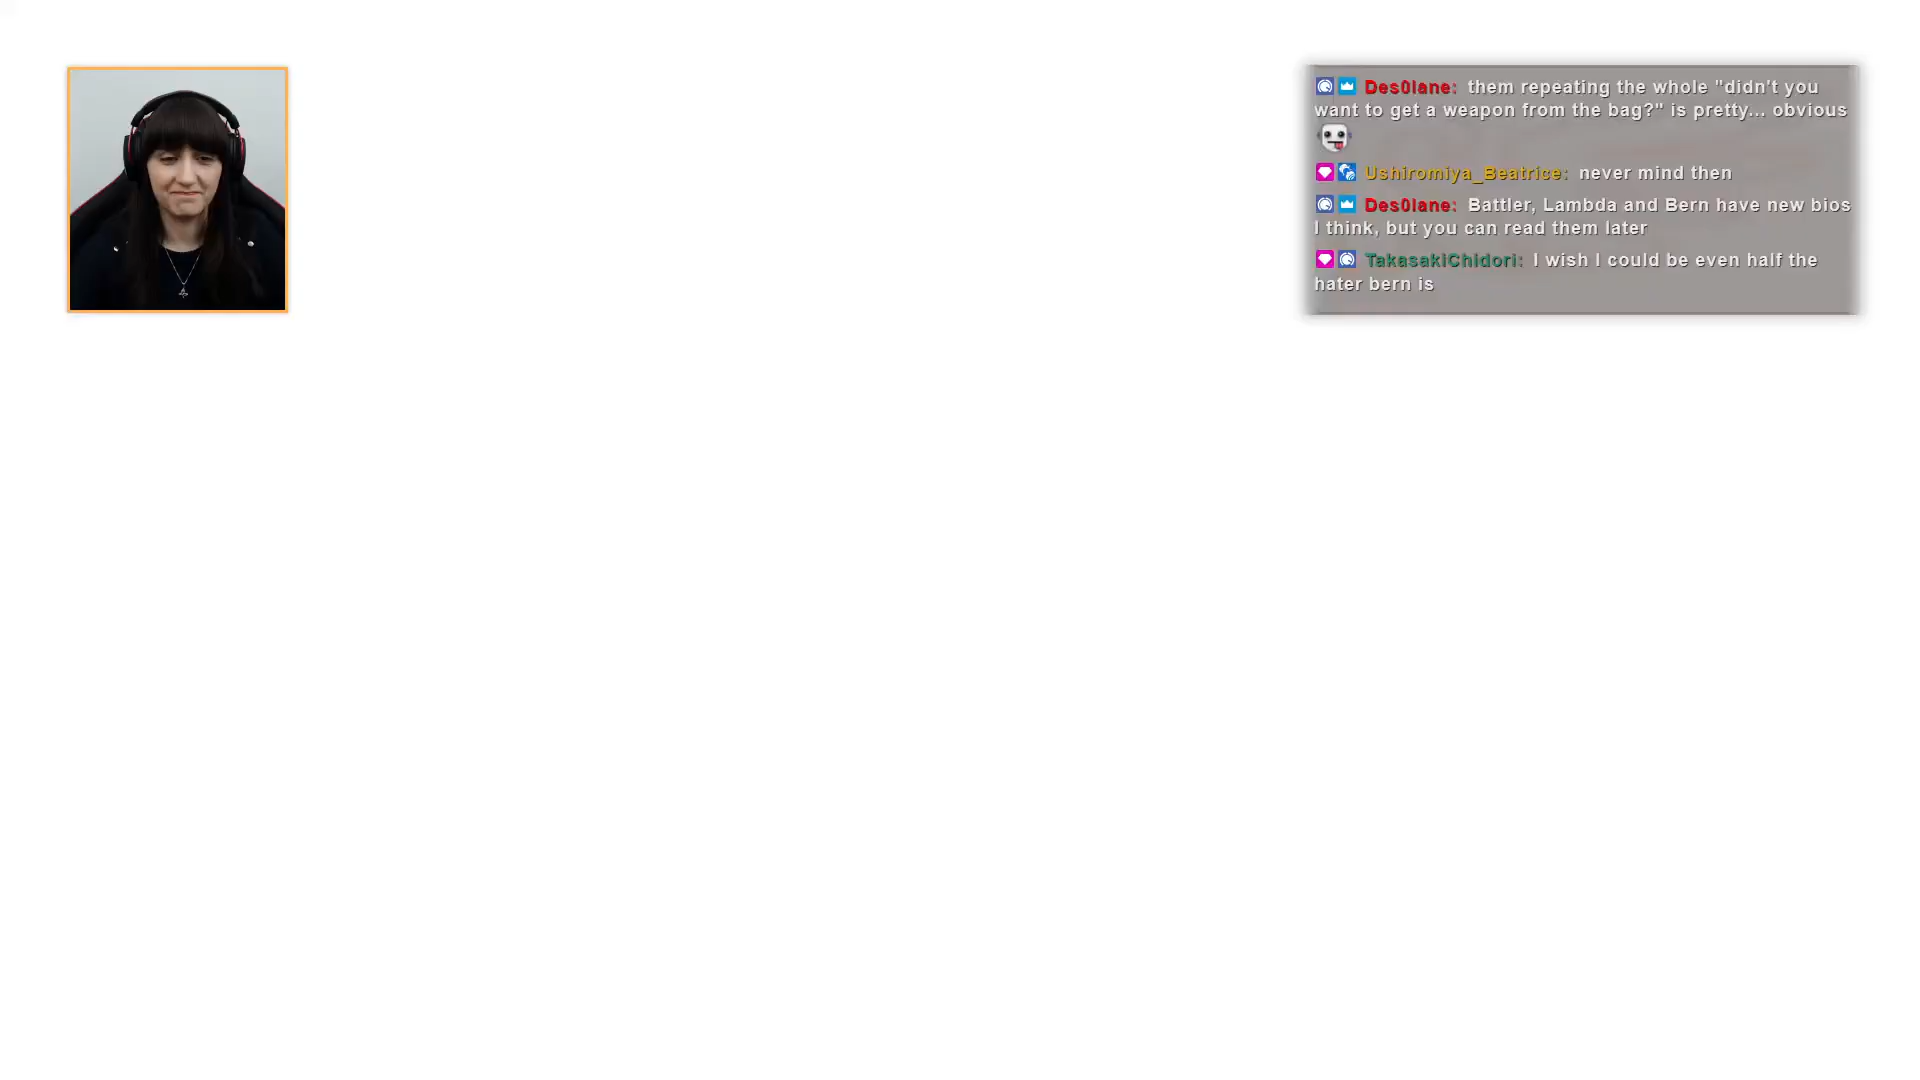 Des0lane: them repeating the whole "didn't you
want to get a weapon from the bag?" is pretty... obvious
Ushiromiya_Beatrice: never mind then
Des0lane: Battler, Lambda and Bern have new bios
I think, but you can read them later
TakasakiChidori: I wish I could be even half the
hater bern is